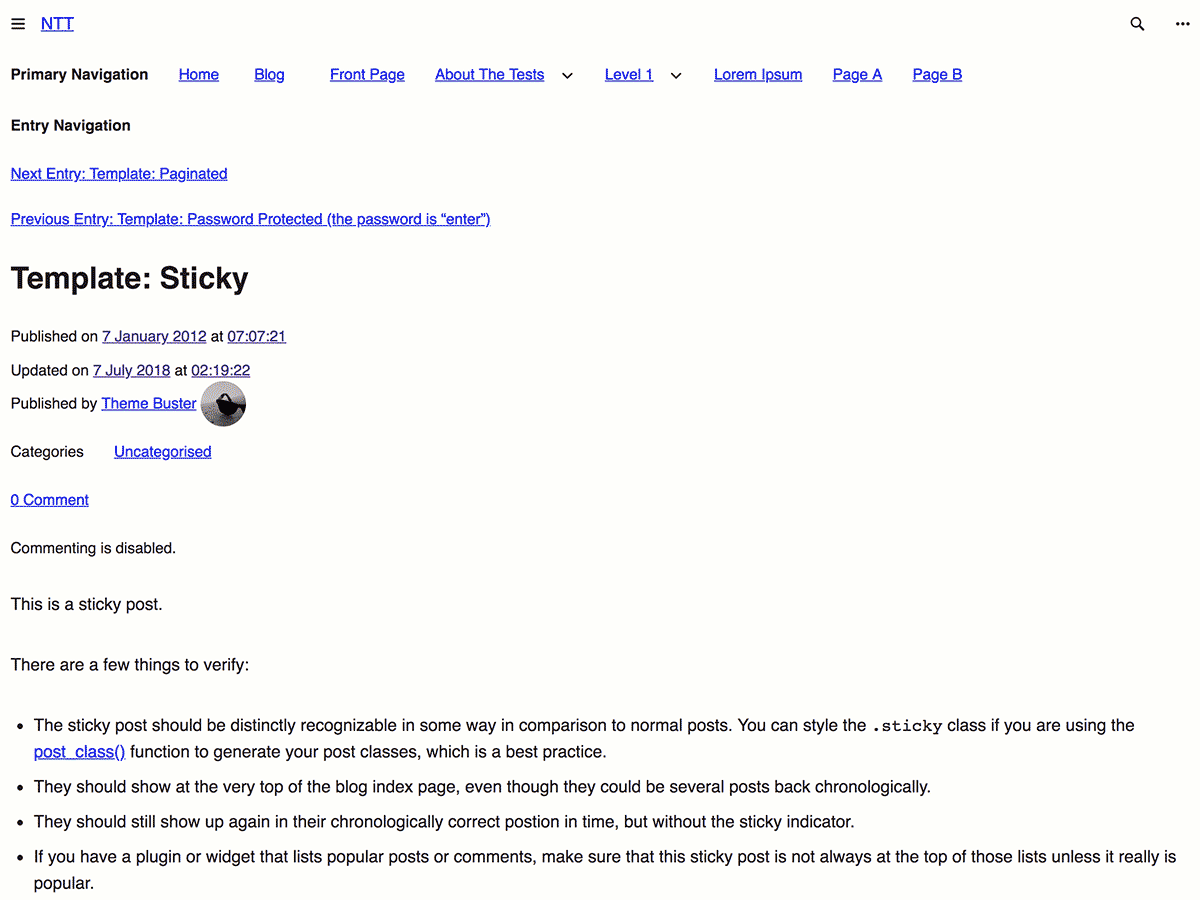 NTT
Primary Navigation Home Blog Front Page About The Tests Level 1 Lorem Ipsum Page A Page B
Entry Navigation
Next Entry: Template: Paginated
Previous Entry: Template: Password Protected (the password is “enter”)
Template: Sticky
Published on 7 January 2012 at 07:07:21
Updated on 7 July 2018 at 02:19:22
Published by Theme Buster
Categories Uncategorised
0 Comment
Commenting is disabled.
This is a sticky post.
There are a few things to verify:
The sticky post should be distinctly recognizable in some way in comparison to normal posts. You can style the .sticky class if you are using the
post_class() function to generate your post classes, which is a best practice.
They should show at the very top of the blog index page, even though they could be several posts back chronologically.
They should still show up again in their chronologically correct postion in time, but without the sticky indicator.
If you have a plugin or widget that lists popular posts or comments, make sure that this sticky post is not always at the top of those lists unless it really is
popular.